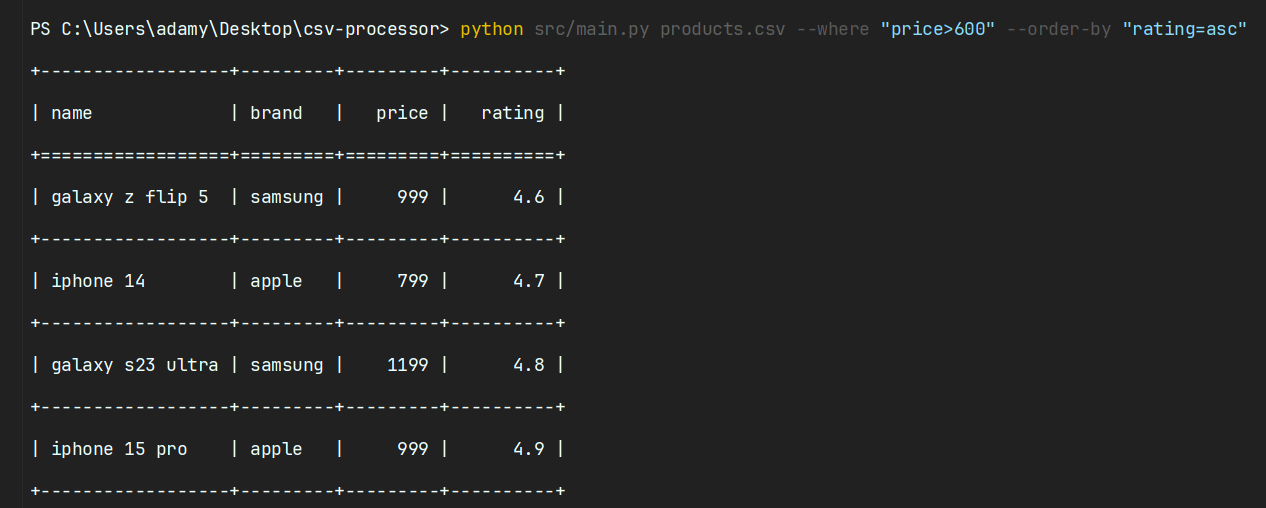 PS C:\Users\adamy\Desktop\csv-processor> python src/main.py products.csv --where "price>600" --order-by "rating=asc"
+------------------+---------+---------+----------+
| name             | brand   |   price |   rating |
+==================+=========+=========+==========+
| galaxy z flip 5  | samsung |     999 |      4.6 |
+------------------+---------+---------+----------+
| iphone 14        | apple   |     799 |      4.7 |
+------------------+---------+---------+----------+
| galaxy s23 ultra | samsung |    1199 |      4.8 |
+------------------+---------+---------+----------+
| iphone 15 pro    | apple   |     999 |      4.9 |
+------------------+---------+---------+----------+